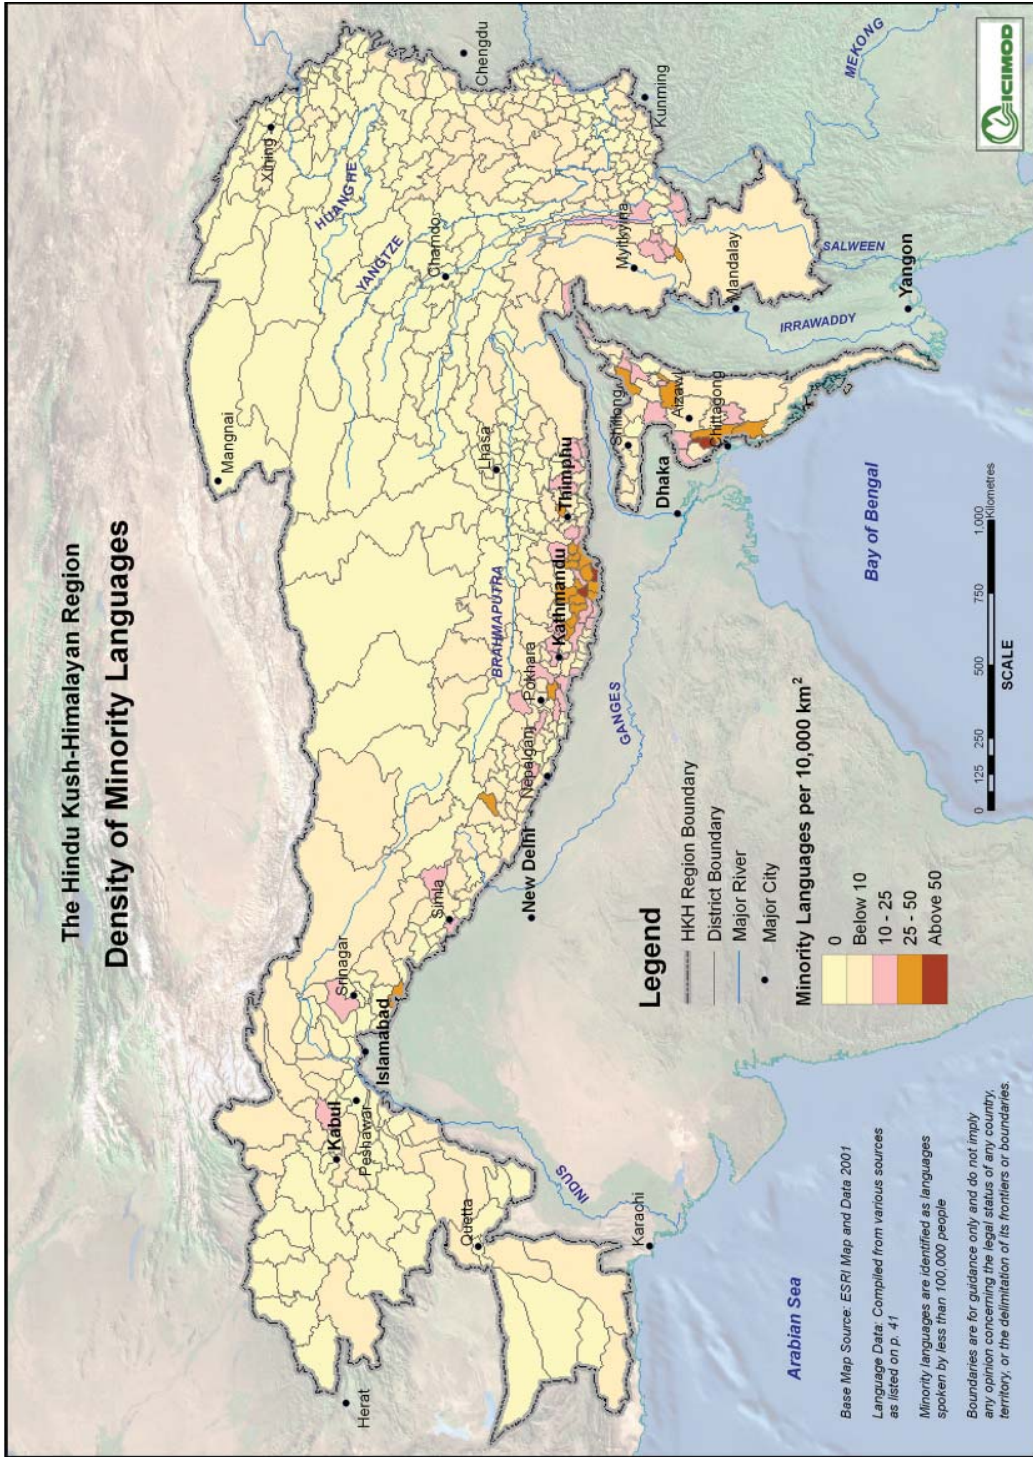 The Hindu Kush-Himalayan Region
Density of Minority Languages
Mangnai
Xining
HUANGHE
Chengdu
YANGTZE
Chamdo
Kunming
MEKONG
Myitkyina
SALWEEN
Mandalay
IRRAWADDY
Yangon
Lhasa
BRAHMAPUTRA
Thimphu
Shillong
Aizawl
Chittagong
Dhaka
Kathmandu
Pokhara
Nepalganj
GANGES
Bay of Bengal
New Delhi
Simla
Srinagar
Islamabad
Kabul
Peshawar
Quetta
INDUS
Karachi
Herat
Arabian Sea
Legend
HKH Region Boundary
District Boundary
Major River
Major City
Minority Languages per 10,000 km²
0
Below 10
10 - 25
25 - 50
Above 50
0 125 250 500 750 1,000
Kilometres
SCALE
Base Map Source: ESRI Map and Data 2001
Language Data: Compiled from various sources
as listed on p. 41
Minority languages are identified as languages
spoken by less than 100,000 people
Boundaries are for guidance only and do not imply
any opinion concerning the legal status of any country,
territory, or the delimitation of its frontiers or boundaries.
ICIMOD